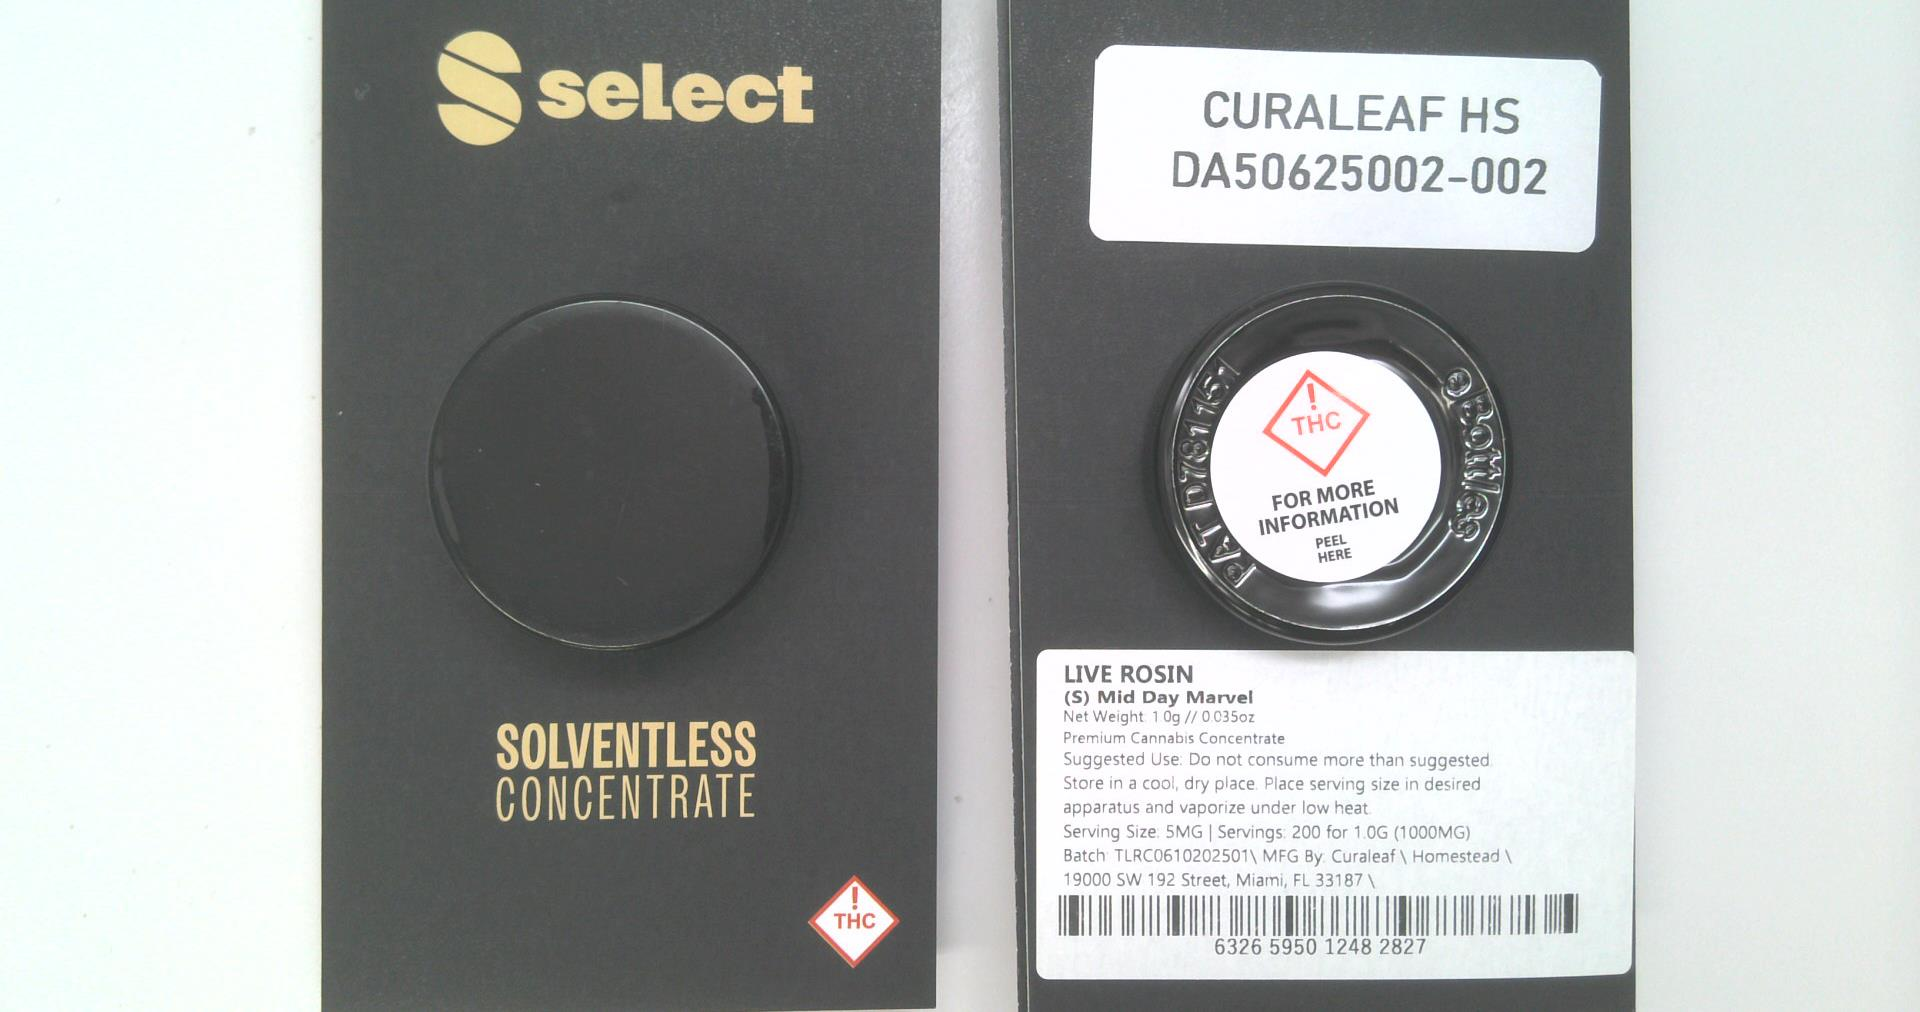 select
SOLVENTLESS
CONCENTRATE
!
THC
CURALEAF HS
DA50625002-002
PAT D781151
eBottles
!
THC
FOR MORE
INFORMATION
PEEL
HERE
LIVE ROSIN
(S) Mid Day Marvel
Net Weight: 1.0g // 0.035oz
Premium Cannabis Concentrate
Suggested Use: Do not consume more than suggested.
Store in a cool, dry place. Place serving size in desired
apparatus and vaporize under low heat.
Serving Size: 5MG | Servings: 200 for 1.0G (1000MG)
Batch: TLRC0610202501\ MFG By: Curaleaf \ Homestead \
19000 SW 192 Street, Miami, FL 33187 \
6326 5950 1248 2827